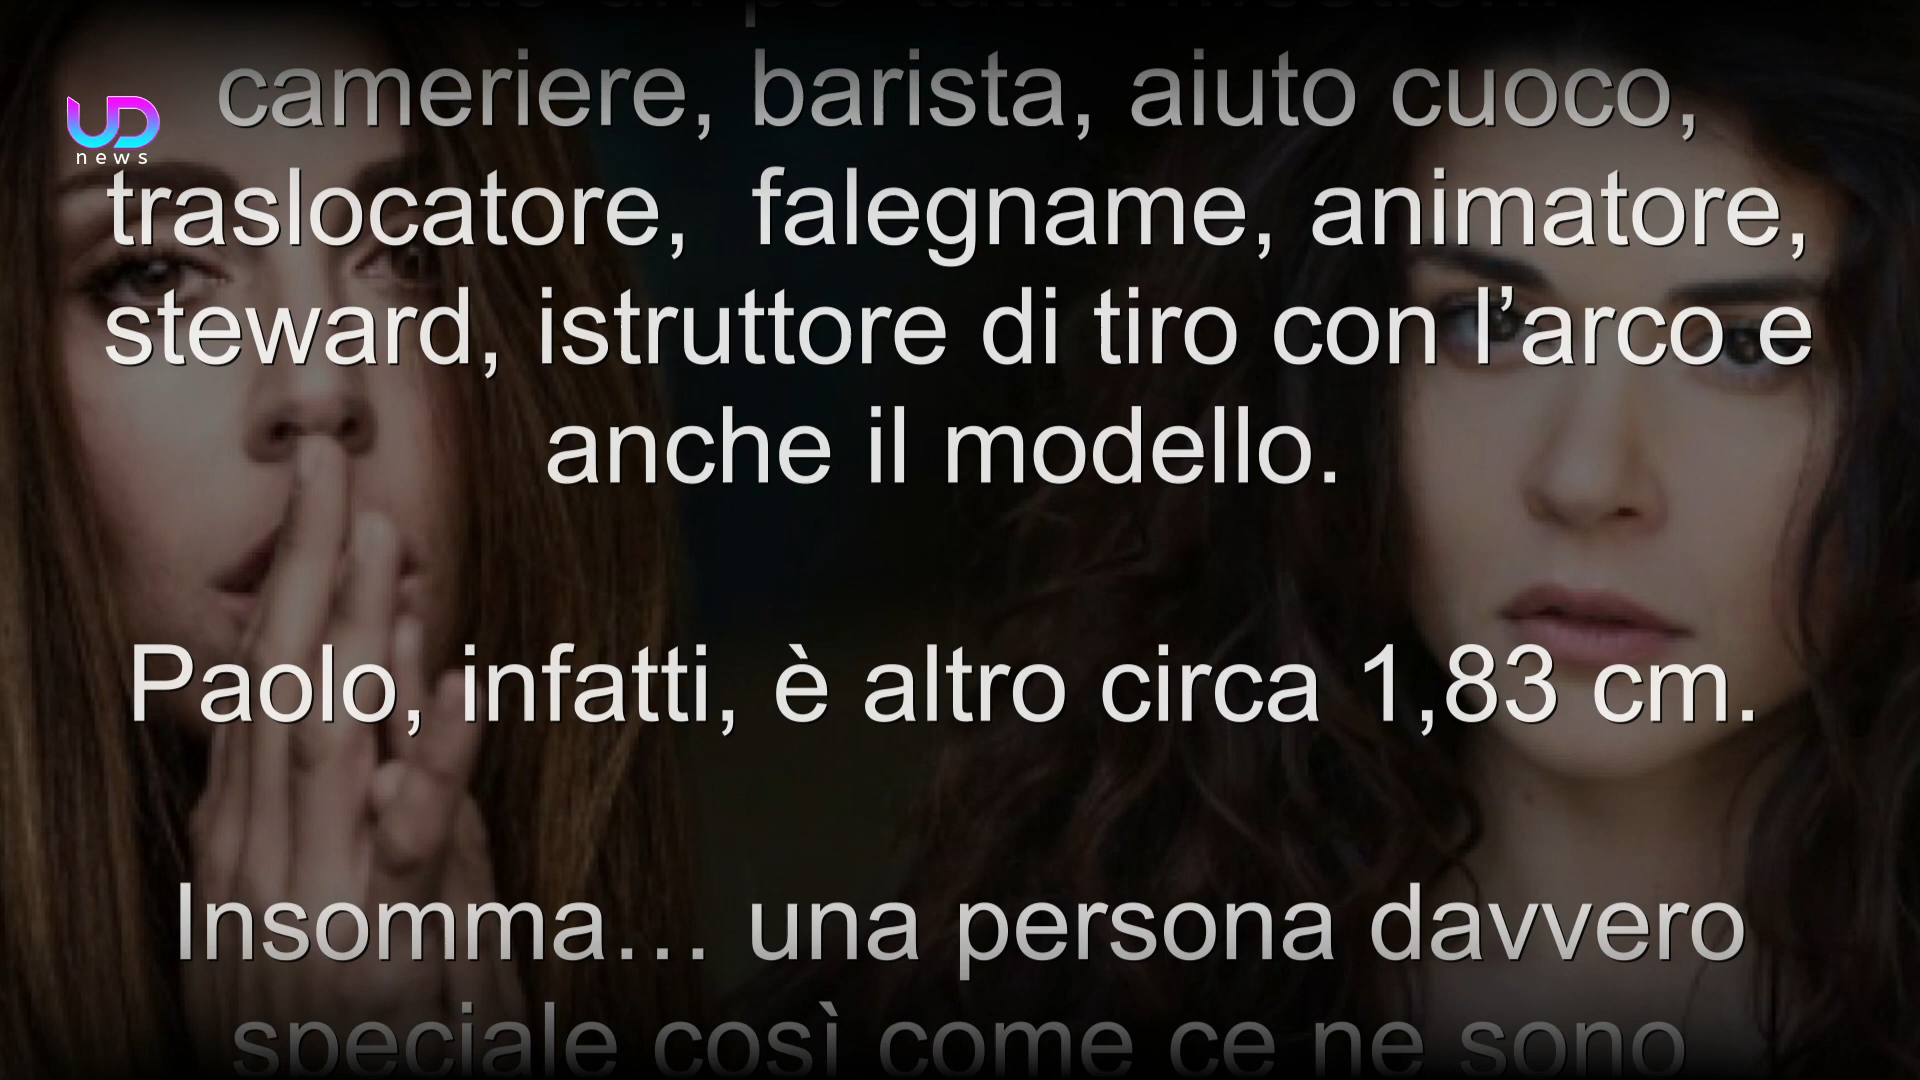 cameriere, barista, aiuto cuoco,
UD
news
traslocatore, falegname, animatore,
steward, istruttore di tiro con l’arco e
anche il modello.
Paolo, infatti, è altro circa 1,83 cm.
Insomma… una persona davvero
speciale così come ce ne sono